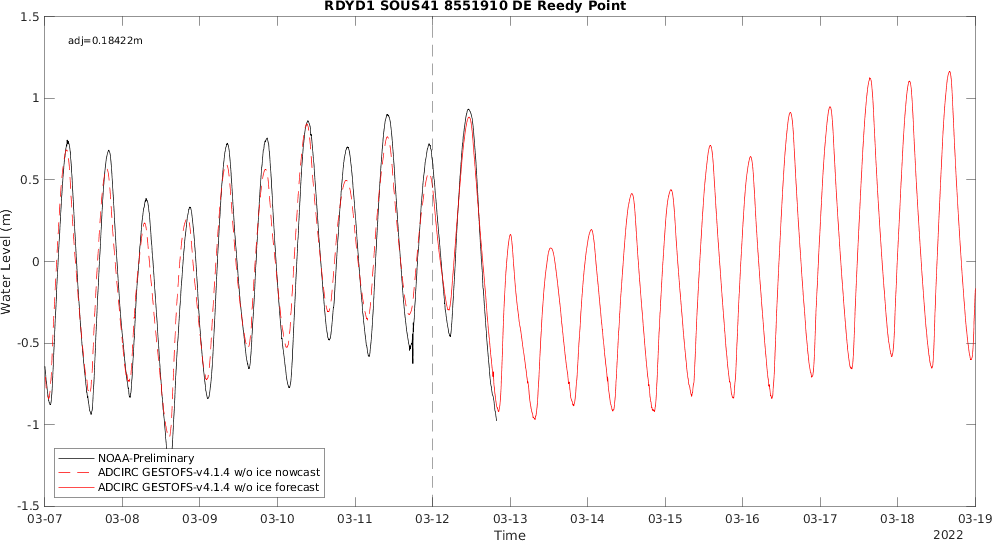 RDYD1 SOUS41 8551910 DE Reedy Point
adj=0.18422m
1.5
1
0.5
0
-0.5
-1
-1.5
Water Level (m)
NOAA-Preliminary
ADCIRC GESTOFS-v4.1.4 w/o ice nowcast
ADCIRC GESTOFS-v4.1.4 w/o ice forecast
03-07 03-08 03-09 03-10 03-11 03-12 03-13 03-14 03-15 03-16 03-17 03-18 03-19
Time
2022